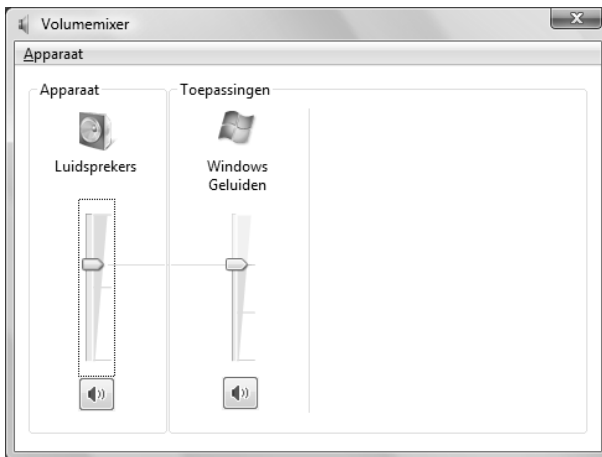 Volumemixer
Apparaat
Apparaat
Toepassingen
Luidsprekers
Windows
Geluiden